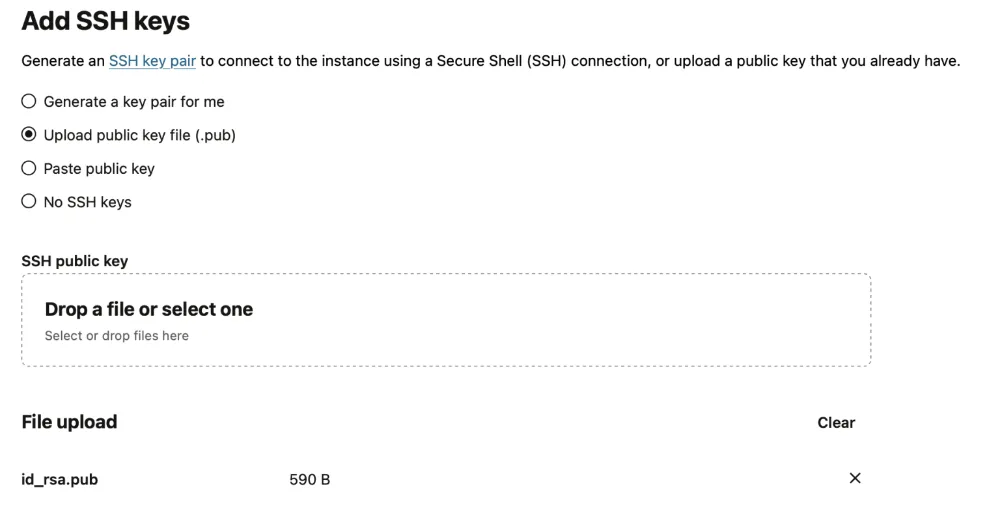 Add SSH keys
Generate an SSH key pair to connect to the instance using a Secure Shell (SSH) connection, or upload a public key that you already have.
Generate a key pair for me
Upload public key file (.pub)
Paste public key
No SSH keys
SSH public key
Drop a file or select one
Select or drop files here
File upload Clear
id_rsa.pub 590 B